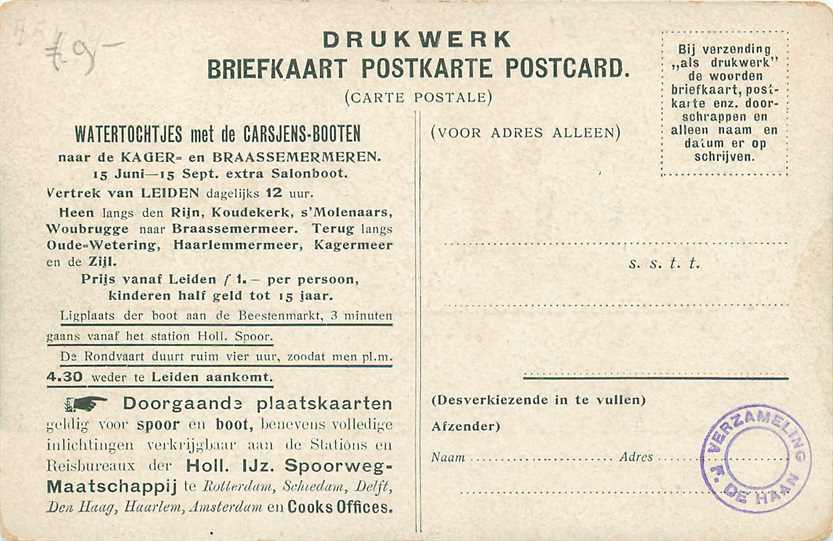 f. 9,-
DRUKWERK
BRIEFKAART POSTKARTE POSTCARD.
(CARTE POSTALE)
WATERTOCHTJES met de CARSJENS-BOOTEN
naar de KAGER- en BRAASSEMERMEREN.
15 Juni—15 Sept. extra Salonboot.
Vertrek van LEIDEN dagelijks 12 uur.
Heen langs den Rijn, Koudekerk, s'Molenaars,
Woubrugge naar Braassemermeer. Terug langs
Oude-Wetering, Haarlemmermeer, Kagermeer
en de Zijl.
Prijs vanaf Leiden f 1.— per persoon,
kinderen half geld tot 15 jaar.
Ligplaats der boot aan de Beestenmarkt, 3 minuten
gaans vanaf het station Holl. Spoor.
De Rondvaart duurt ruim vier uur, zoodat men pl.m.
4.30 weder te Leiden aankomt.
☛ Doorgaande plaatskaarten
geldig voor spoor en boot, benevens volledige
inlichtingen verkrijgbaar aan de Stations en
Reisbureaux der Holl. IJz. Spoorweg-
Maatschappij te Rotterdam, Schiedam, Delft,
Den Haag, Haarlem, Amsterdam en Cooks Offices.
(VOOR ADRES ALLEEN)
Bij verzending
„als drukwerk"
de woorden
briefkaart, post-
karte enz. door-
schrappen en
alleen naam en
datum er op
schrijven.
s. s. t. t.
(Desverkiezende in te vullen)
Afzender)
Naam Adres
VERZAMELING
F. DE HAAN